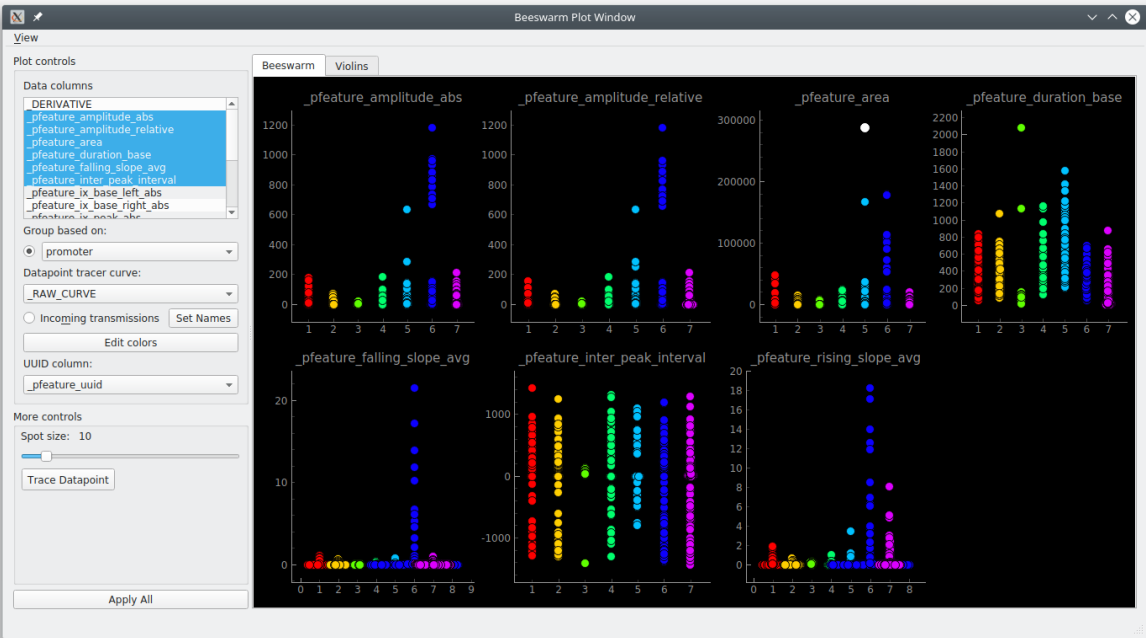 Beeswarm Plot Window
View
Plot controls
Data columns
_DERIVATIVE
_pfeature_amplitude_abs
_pfeature_amplitude_relative
_pfeature_area
_pfeature_duration_base
_pfeature_falling_slope_avg
_pfeature_inter_peak_interval
_pfeature_ix_base_left_abs
_pfeature_ix_base_right_abs
_pfeature_ix_peak_abs
Group based on:
promoter
Datapoint tracer curve:
_RAW_CURVE
Incoming transmissions Set Names
Edit colors
UUID column:
_pfeature_uuid
More controls
Spot size: 10
Trace Datapoint
Apply All
Beeswarm Violins
_pfeature_amplitude_abs
1200
1000
800
600
400
200
0
1 2 3 4 5 6 7
_pfeature_amplitude_relative
1200
1000
800
600
400
200
0
1 2 3 4 5 6 7
_pfeature_area
300000
200000
100000
0
1 2 3 4 5 6 7
_pfeature_duration_base
2200
2000
1800
1600
1400
1200
1000
800
600
400
200
0
1 2 3 4 5 6 7
_pfeature_falling_slope_avg
20
10
0
0 1 2 3 4 5 6 7 8 9
_pfeature_inter_peak_interval
1000
0
-1000
1 2 3 4 5 6 7
_pfeature_rising_slope_avg
20
18
16
14
12
10
8
6
4
2
0
0 1 2 3 4 5 6 7 8